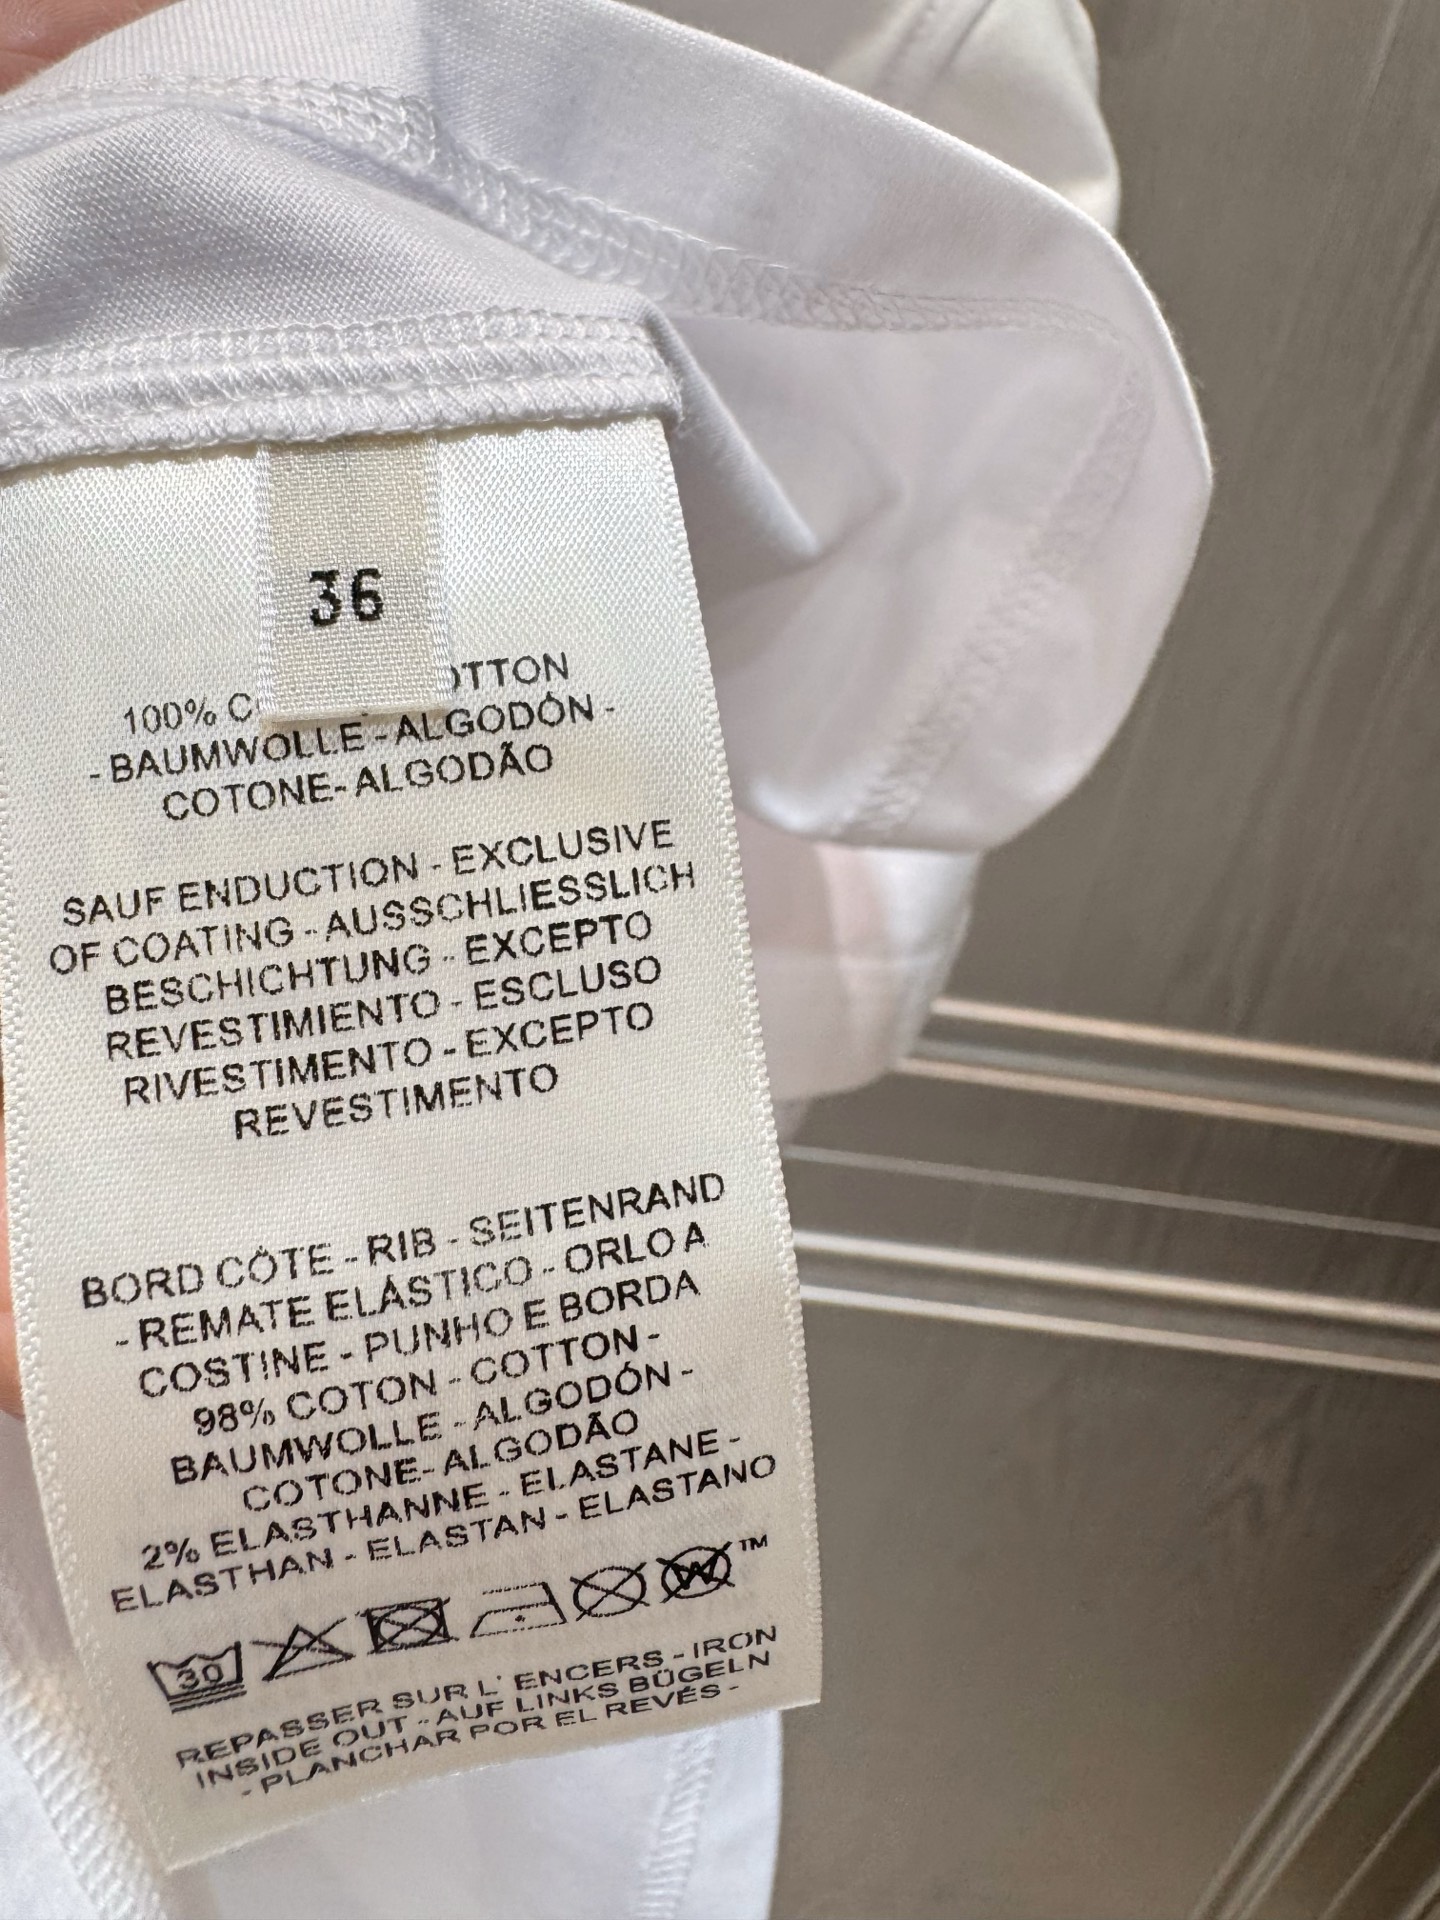 36
100% C OTTON
- BAUMWOLLE - ALGODÓN -
COTONE- ALGODÃO
SAUF ENDUCTION - EXCLUSIVE
OF COATING - AUSSCHLIESSLICH
BESCHICHTUNG - EXCEPTO
REVESTIMIENTO - ESCLUSO
RIVESTIMENTO - EXCEPTO
REVESTIMENTO
BORD CÔTE - RIB - SEITENRAND
- REMATE ELÁSTICO - ORLO A
COSTINE - PUNHO E BORDA
98% COTON - COTTON -
BAUMWOLLE - ALGODÓN -
COTONE- ALGODÃO
2% ELASTHANNE - ELASTANE -
ELASTHAN - ELASTAN - ELASTANO
30 W ™
REPASSER SUR L' ENCERS - IRON
INSIDE OUT - AUF LINKS BÜGELN
- PLANCHAR POR EL REVÉS -